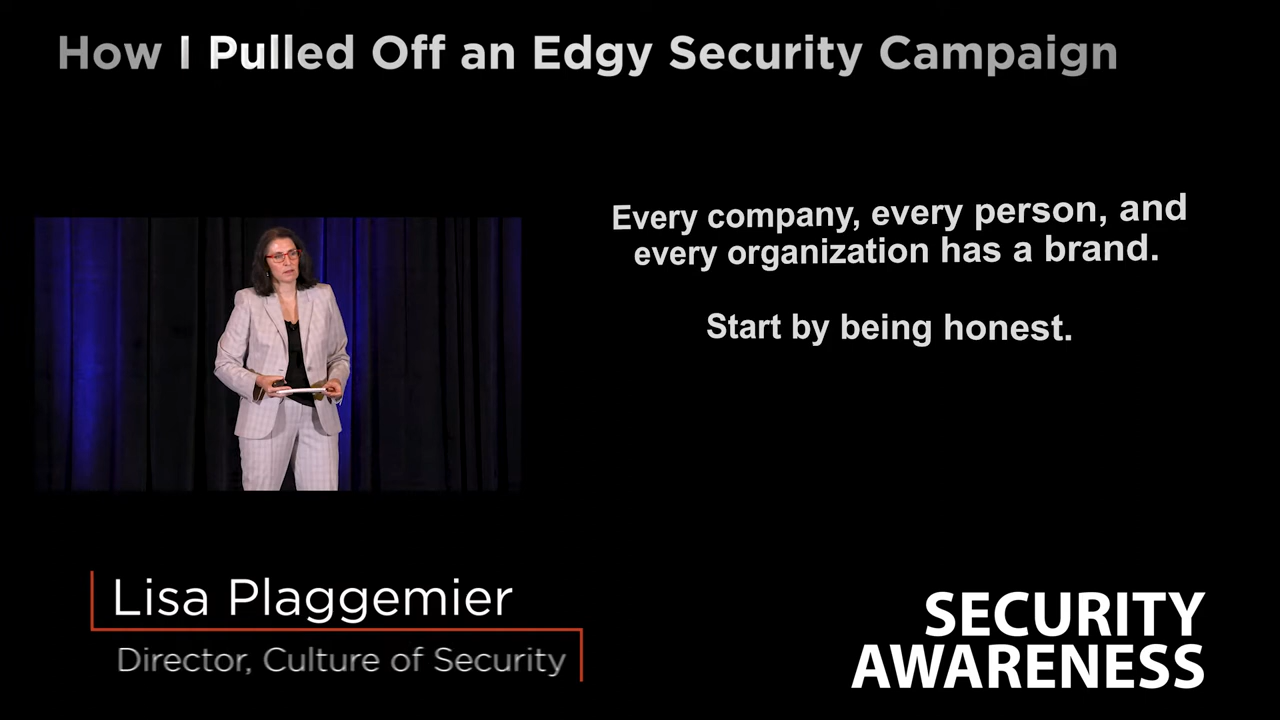 How I Pulled Off an Edgy Security Campaign
Every company, every person, and
every organization has a brand.
Start by being honest.
Lisa Plaggemier
Director, Culture of Security
SECURITY
AWARENESS